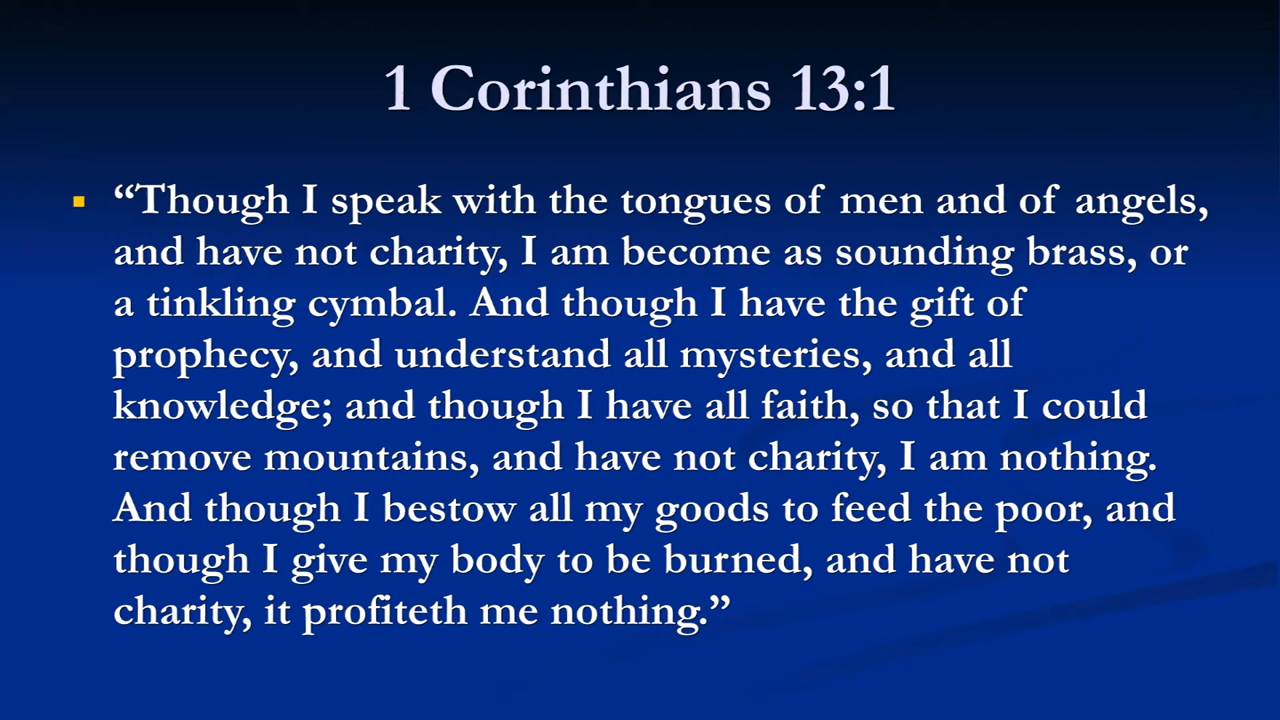 1 Corinthians 13:1
“Though I speak with the tongues of men and of angels,
and have not charity, I am become as sounding brass, or
a tinkling cymbal. And though I have the gift of
prophecy, and understand all mysteries, and all
knowledge; and though I have all faith, so that I could
remove mountains, and have not charity, I am nothing.
And though I bestow all my goods to feed the poor, and
though I give my body to be burned, and have not
charity, it profiteth me nothing.”